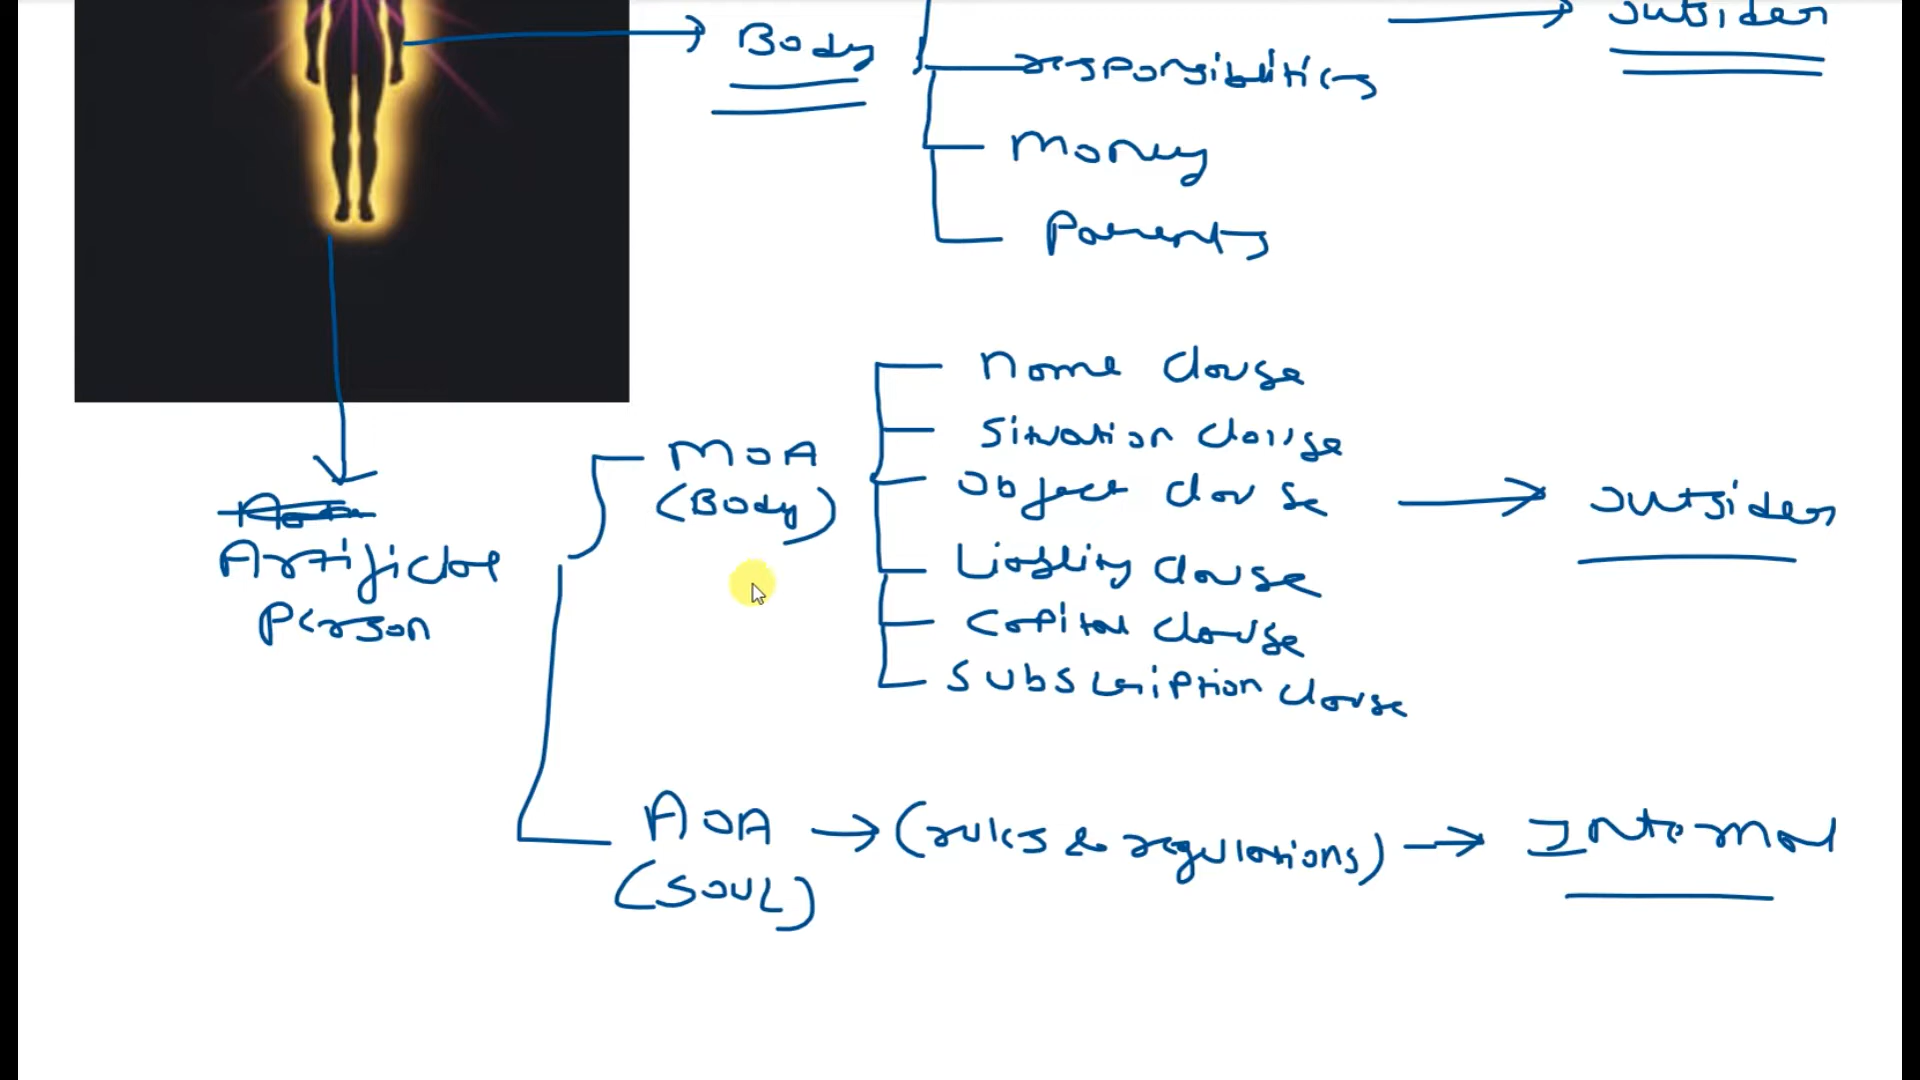 Body
outsider
responsibilities
Money
Parents
Name clause
Situation clause
MOA
(Body)
Object clause
outsider
Artificial
Person
Liablity clause
Capital clause
Subscription clause
AOA
(rules & regulations)
Internal
(SOUL)